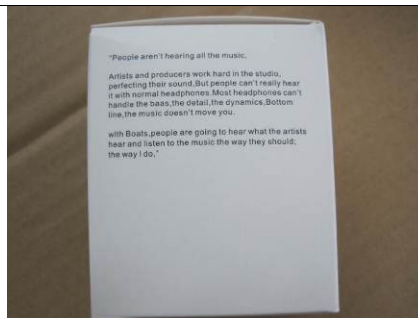 "People aren't hearing all the music.
Artists and producers work hard in the studio,
perfecting their sound.But people can't really hear
it with normal headphones.Most headphones can't
handle the baas,the detail,the dynamics.Bottom
line,the music doesn't move you.
with Boats,people are going to hear what the artists
hear and listen to the music the way they should;
the way I do."